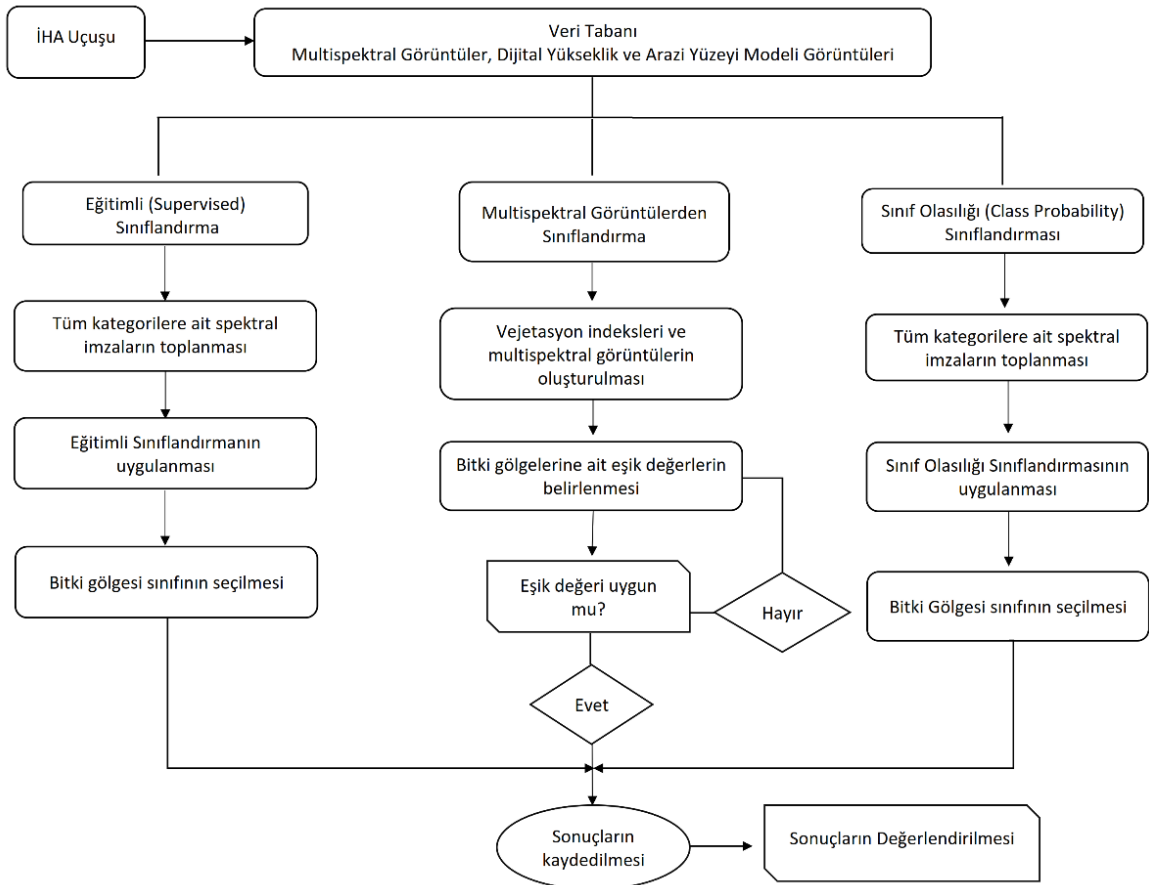 İHA Uçuşu
Veri Tabanı
Multispektral Görüntüler, Dijital Yükseklik ve Arazi Yüzeyi Modeli Görüntüleri
Eğitimli (Supervised)
Sınıflandırma
Tüm kategorilere ait spektral
imzaların toplanması
Eğitimli Sınıflandırmanın
uygulanması
Bitki gölgesi sınıfının seçilmesi
Multispektral Görüntülerden
Sınıflandırma
Vejetasyon indeksleri ve
multispektral görüntülerin
oluşturulması
Bitki gölgelerine ait eşik değerlerin
belirlenmesi
Eşik değeri uygun
mu?
Hayır
Evet
Sınıf Olasılığı (Class Probability)
Sınıflandırması
Tüm kategorilere ait spektral
imzaların toplanması
Sınıf Olasılığı Sınıflandırmasının
uygulanması
Bitki Gölgesi sınıfının seçilmesi
Sonuçların
kaydedilmesi
Sonuçların Değerlendirilmesi